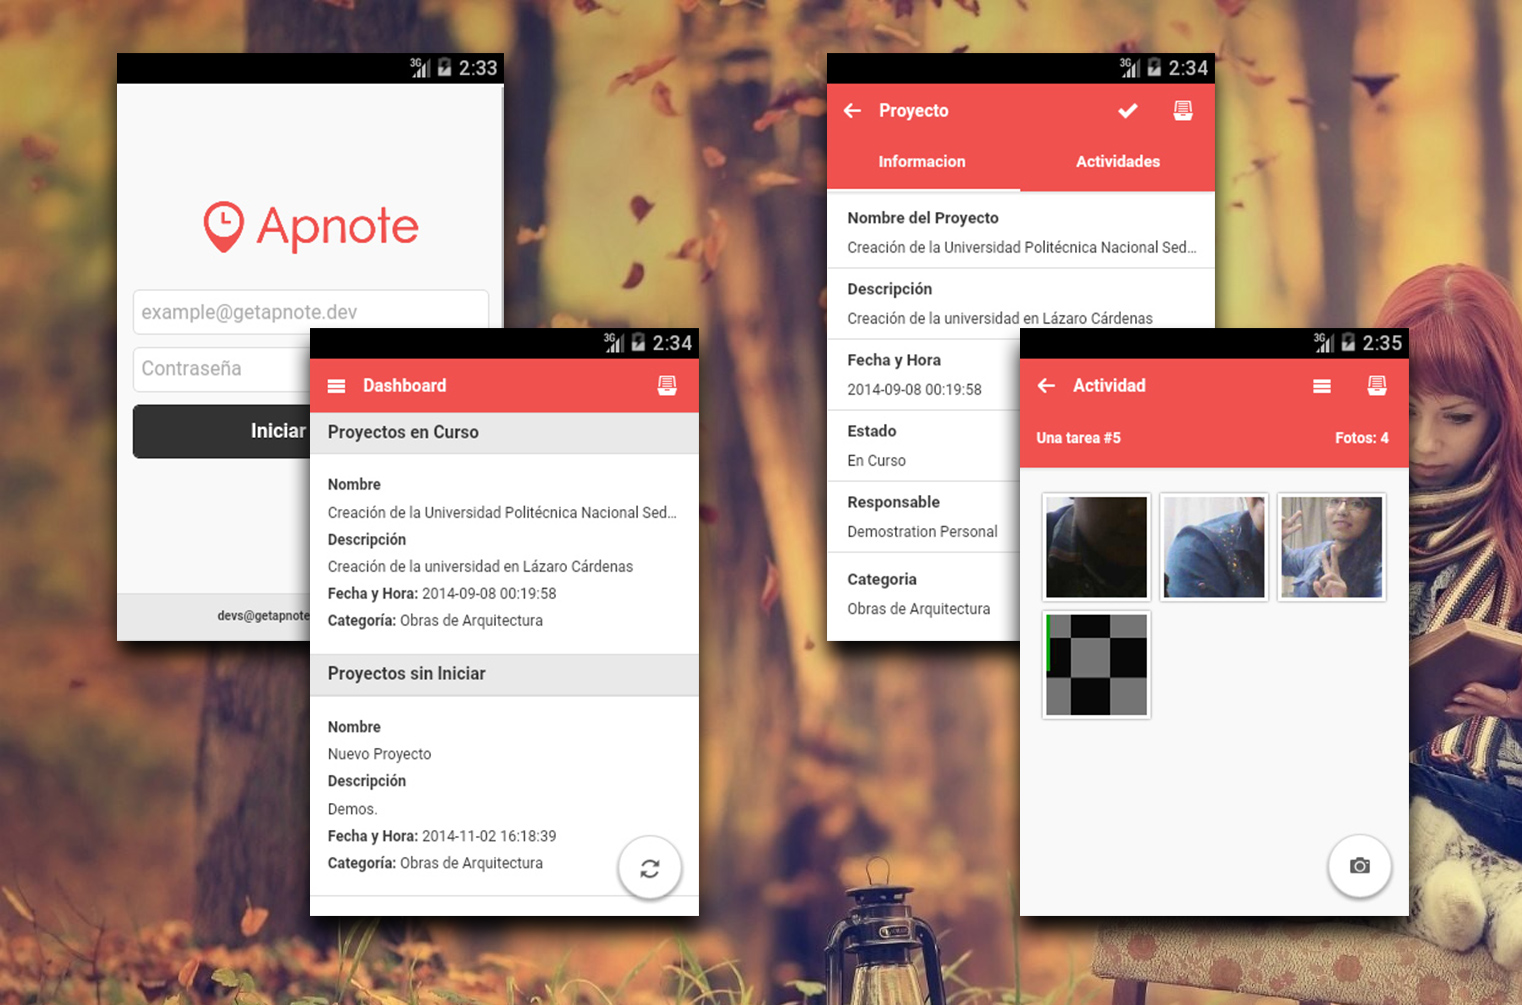 3G 2:33
Apnote
example@getapnote.dev
Contraseña
Iniciar
devs@getapnote
3G 2:34
Dashboard
Proyectos en Curso
Nombre
Creación de la Universidad Politécnica Nacional Sed...
Descripción
Creación de la universidad en Lázaro Cárdenas
Fecha y Hora: 2014-09-08 00:19:58
Categoría: Obras de Arquitectura
Proyectos sin Iniciar
Nombre
Nuevo Proyecto
Descripción
Demos.
Fecha y Hora: 2014-11-02 16:18:39
Categoría: Obras de Arquitectura
3G 2:34
Proyecto
Informacion Actividades
Nombre del Proyecto
Creación de la Universidad Politécnica Nacional Sed...
Descripción
Creación de la universidad en Lázaro Cárdenas
Fecha y Hora
2014-09-08 00:19:58
Estado
En Curso
Responsable
Demostration Personal
Categoria
Obras de Arquitectura
3G 2:35
Actividad
Una tarea #5 Fotos: 4